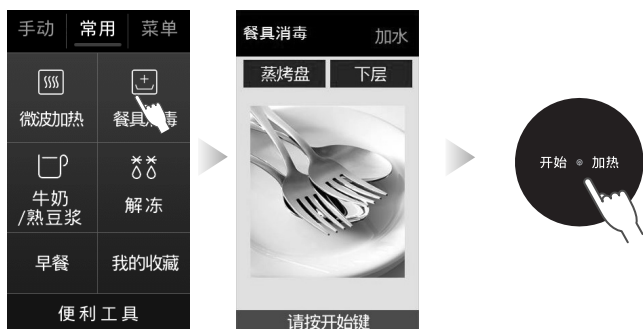 手动 常用 菜单
微波加热 餐具消毒
牛奶
/熟豆浆
解冻
早餐 我的收藏
便利工具
餐具消毒 加水
蒸烤盘 下层
请按开始键
开始 加热